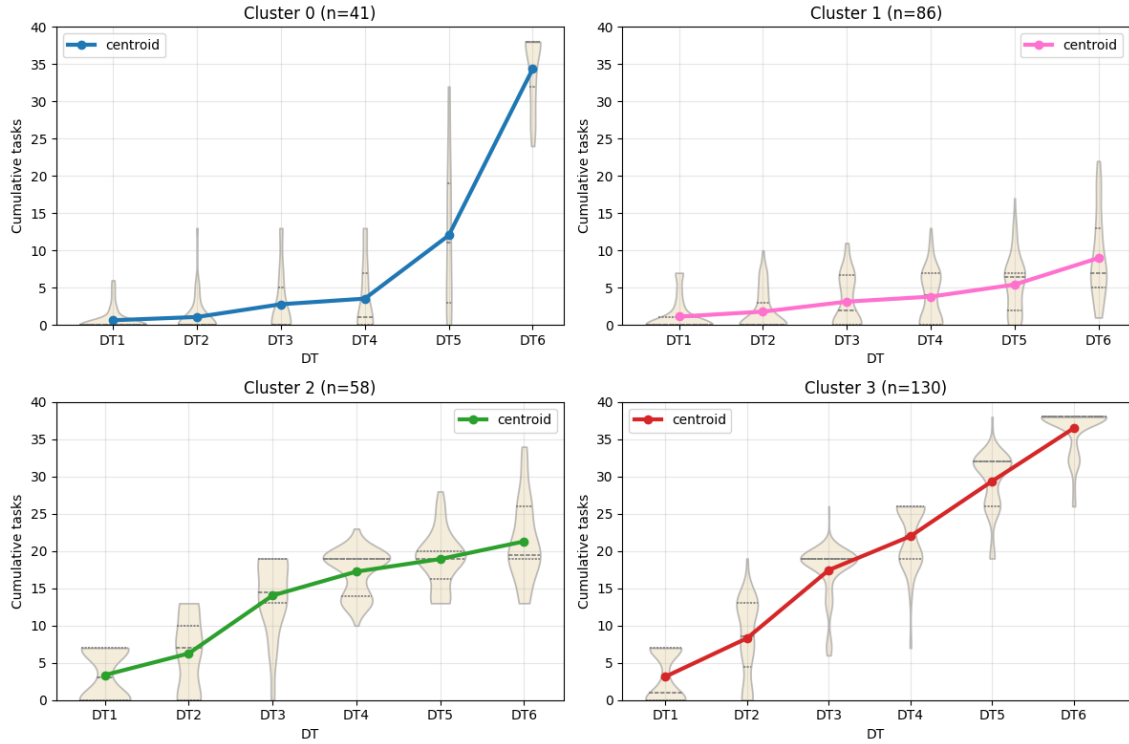 Cluster 0 (n=41)
40
35
30
25
20
15
10
5
0
Cumulative tasks
centroid
DT1 DT2 DT3 DT4 DT5 DT6
DT
Cluster 1 (n=86)
40
35
30
25
20
15
10
5
0
Cumulative tasks
centroid
DT1 DT2 DT3 DT4 DT5 DT6
DT
Cluster 2 (n=58)
40
35
30
25
20
15
10
5
0
Cumulative tasks
centroid
DT1 DT2 DT3 DT4 DT5 DT6
DT
Cluster 3 (n=130)
40
35
30
25
20
15
10
5
0
Cumulative tasks
centroid
DT1 DT2 DT3 DT4 DT5 DT6
DT